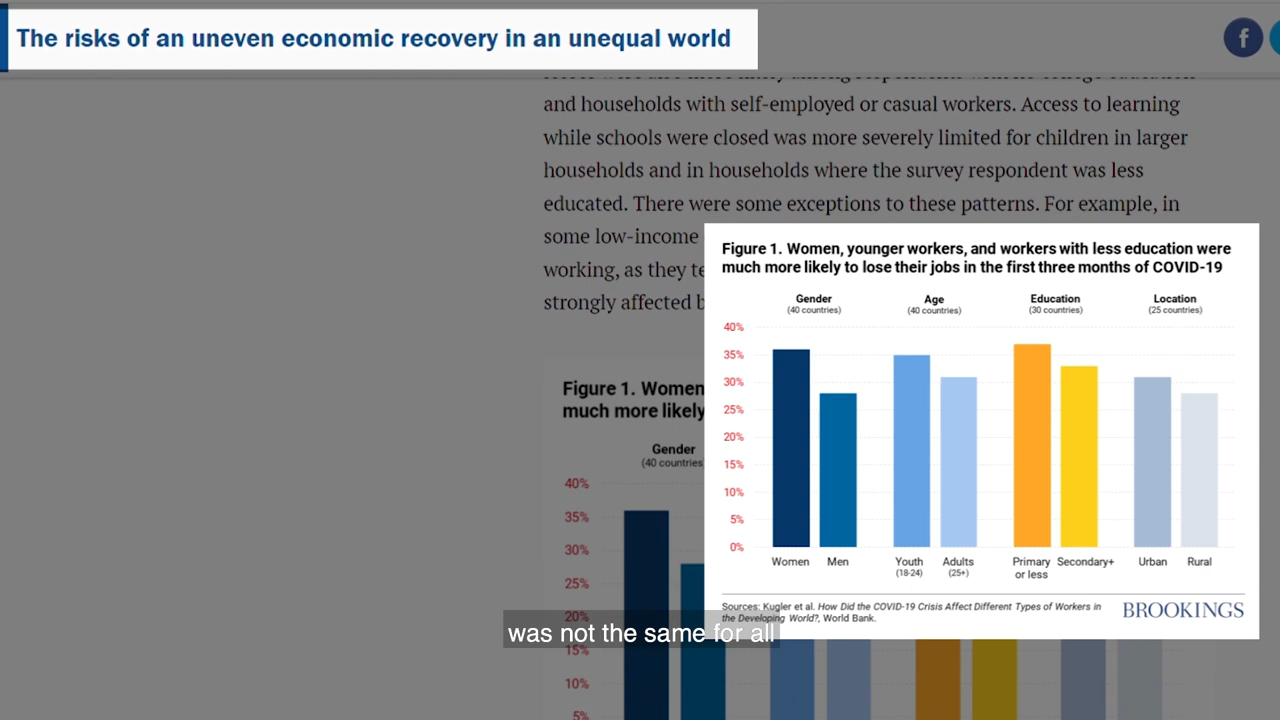 The risks of an uneven economic recovery in an unequal world
f
and households with self-employed or casual workers. Access to learning
while schools were closed was more severely limited for children in larger
households and in households where the survey respondent was less
educated. There were some exceptions to these patterns. For example, in
some low-income
working, as they te
strongly affected b
Figure 1. Women
much more likely
Gender
(40 countries
40%
35%
30%
25%
20%
15%
10%
5%
Figure 1. Women, younger workers, and workers with less education were
much more likely to lose their jobs in the first three months of COVID-19
Gender Age Education Location
(40 countries) (40 countries) (30 countries) (25 countries)
40%
35%
30%
25%
20%
15%
10%
5%
0%
Women Men Youth Adults Primary Secondary+ Urban Rural
(18-24) (25+) or less
Sources: Kugler et al. How Did the COVID-19 Crisis Affect Different Types of Workers in
the Developing World?, World Bank.
BROOKINGS
was not the same for all